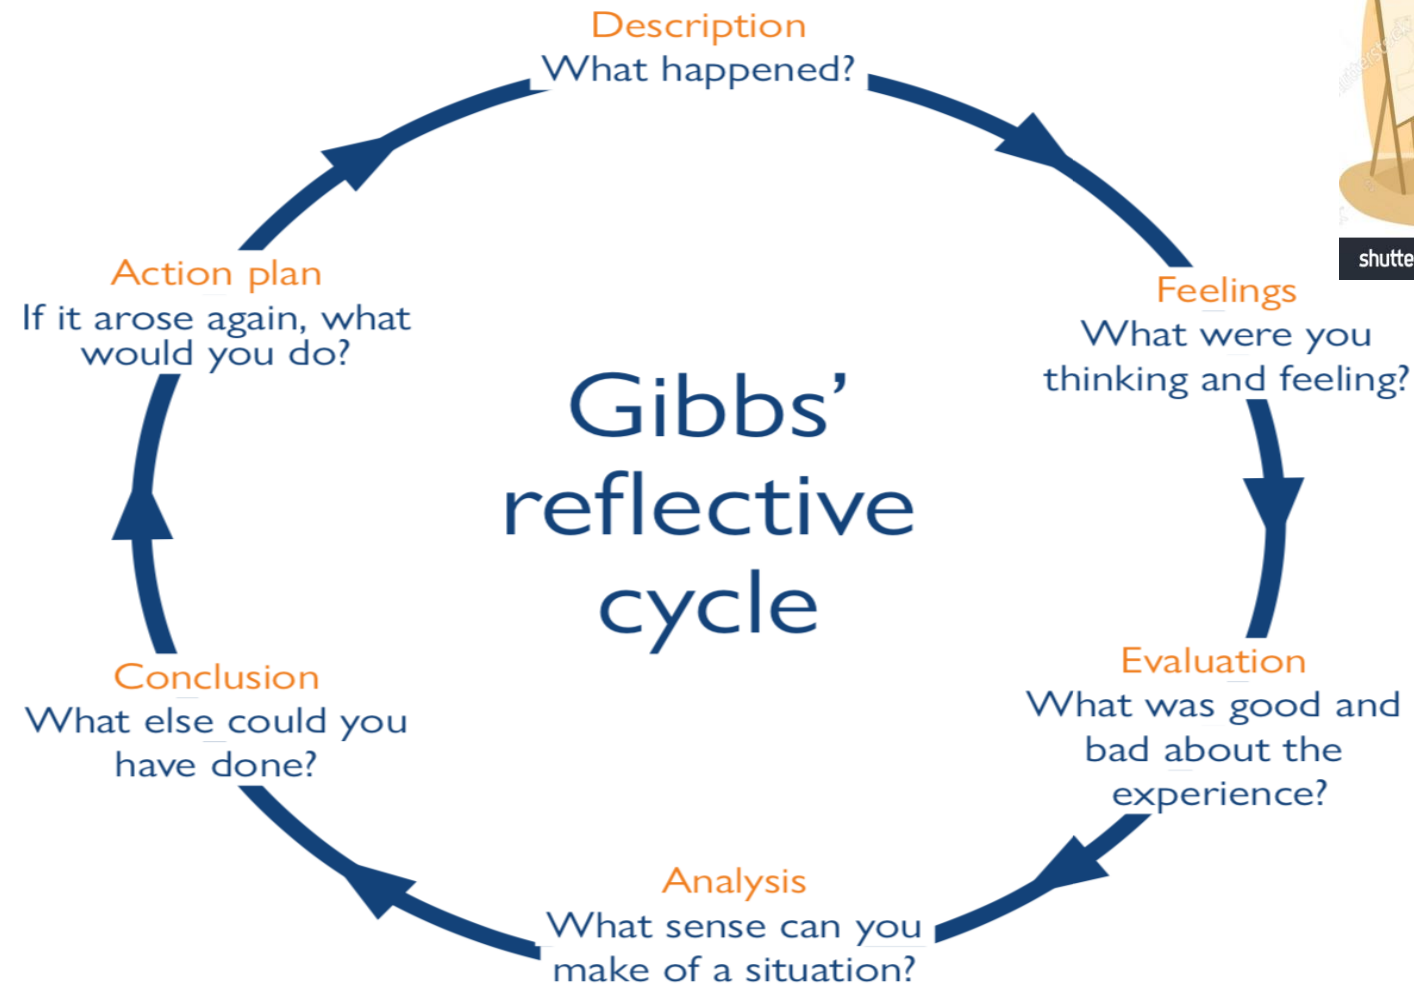 Description
What happened?
Feelings
What were you
thinking and feeling?
Evaluation
What was good and
bad about the
experience?
Analysis
What sense can you
make of a situation?
Conclusion
What else could you
have done?
Action plan
If it arose again, what
would you do?
Gibbs’
reflective
cycle
shutte